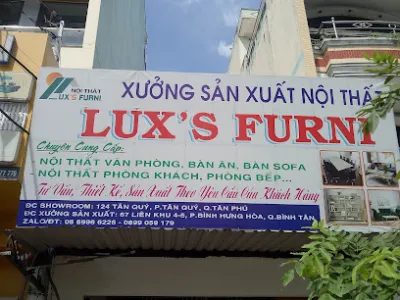 XƯỞNG SẢN XUẤT NỘI THẤT
NỘI THẤT
LUX'S FURNI
LUX'S FURNI
Chuyên Cung Cấp:
NỘI THẤT VĂN PHÒNG, BÀN ĂN, BÀN SOFA
NỘI THẤT PHÒNG KHÁCH, PHÒNG BẾP...
Tư Vấn, Thiết Kế, Sản Xuất Theo Yêu Cầu Của Khách Hàng
ĐC SHOWROOM: 124 TÂN QUÝ, P.TÂN QUÝ, Q.TÂN PHÚ
ĐC XƯỞNG SẢN XUẤT: 67 LIÊN KHU 4-5, P.BÌNH HƯNG HÒA, Q.BÌNH TÂN